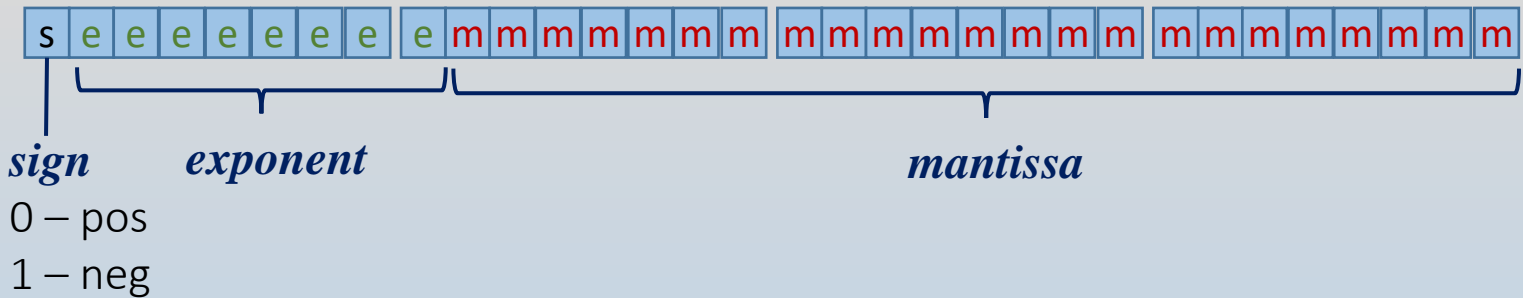 s e e e e e e e e m m m m m m m m m m m m m m m m m m m m m m m
sign exponent mantissa
0 – pos
1 – neg